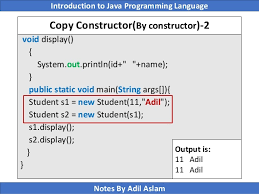 Introduction to Java Programming Language
Copy Constructor(By constructor)-2
void display()
{
System.out.println(id+" "+name);
}
public static void main(String args[]){
Student s1 = new Student(11,"Adil");
Student s2 = new Student(s1);
s1.display();
s2.display();
}
}
Output is:
11 Adil
11 Adil
Notes By Adil Aslam